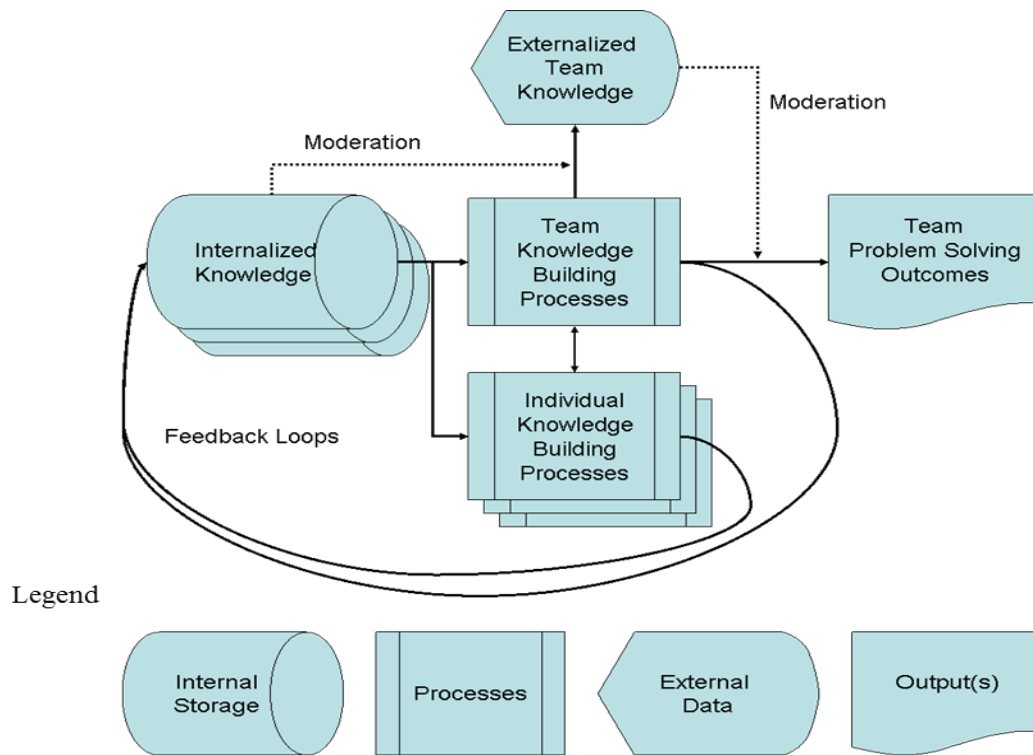 Externalized
Team
Knowledge
Moderation
Moderation
Internalized
Knowledge
Team
Knowledge
Building
Processes
Team
Problem Solving
Outcomes
Individual
Knowledge
Building
Processes
Feedback Loops
Legend
Internal
Storage
Processes
External
Data
Output(s)